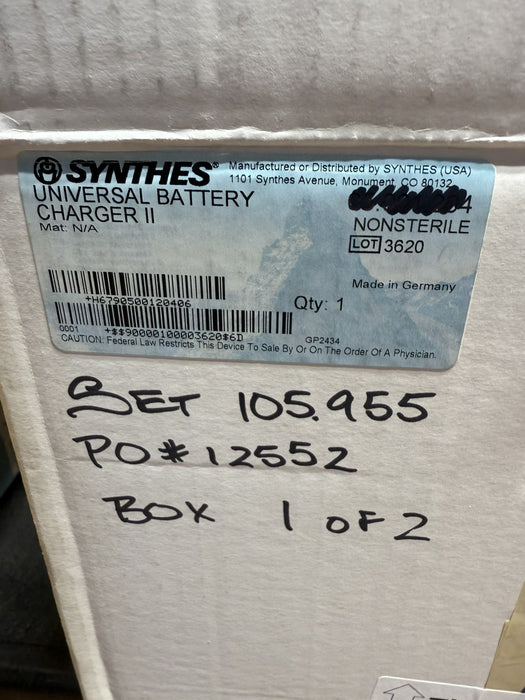 SYNTHES®
Manufactured or Distributed by SYNTHES (USA)
1101 Synthes Avenue, Monument, CO 80132
UNIVERSAL BATTERY
CHARGER II
Mat: N/A
4
NONSTERILE
LOT 3620
Made in Germany
+H6790500120406
Qty: 1
0001
+$$90000100003620$6D
GP2434
CAUTION: Federal Law Restricts This Device To Sale By Or On The Order Of A Physician.
SET 105.955
PO# 12552
BOX 1 OF 2